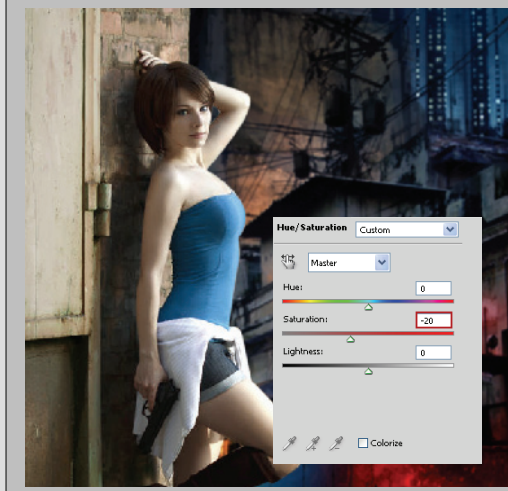 Hue/Saturation Custom
Master
Hue: 0
Saturation: -20
Lightness: 0
Colorize